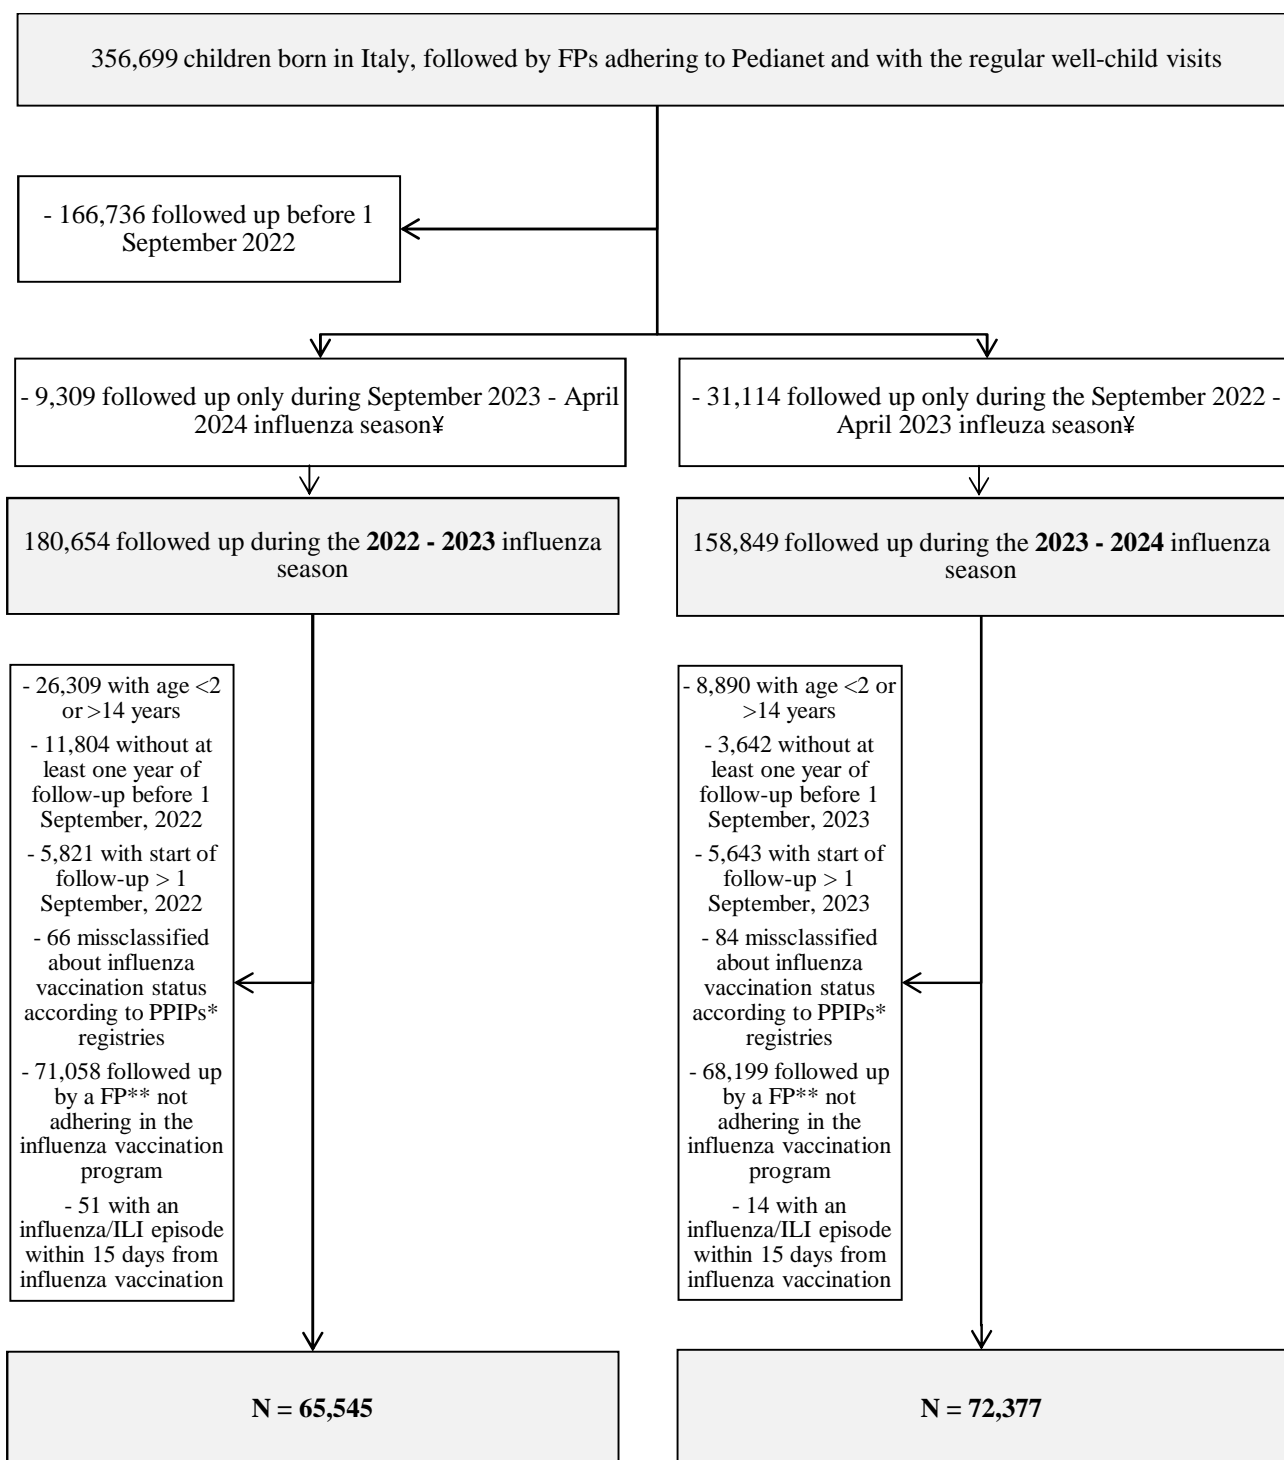 356,699 children born in Italy, followed by FPs adhering to Pedianet and with the regular well-child visits
- 166,736 followed up before 1
September 2022
- 9,309 followed up only during September 2023 - April
2024 influenza season¥
- 31,114 followed up only during the September 2022 -
April 2023 infleuza season¥
180,654 followed up during the 2022 - 2023 influenza
season
158,849 followed up during the 2023 - 2024 influenza
season
- 26,309 with age <2
or >14 years
- 11,804 without at
least one year of
follow-up before 1
September, 2022
- 5,821 with start of
follow-up > 1
September, 2022
- 66 missclassified
about influenza
vaccination status
according to PPIPs*
registries
- 71,058 followed up
by a FP** not
adhering in the
influenza vaccination
program
- 51 with an
influenza/ILI episode
within 15 days from
influenza vaccination
- 8,890 with age <2 or
>14 years
- 3,642 without at
least one year of
follow-up before 1
September, 2023
- 5,643 with start of
follow-up > 1
September, 2023
- 84 missclassified
about influenza
vaccination status
according to PPIPs*
registries
- 68,199 followed up
by a FP** not
adhering in the
influenza vaccination
program
- 14 with an
influenza/ILI episode
within 15 days from
influenza vaccination
N = 65,545
N = 72,377